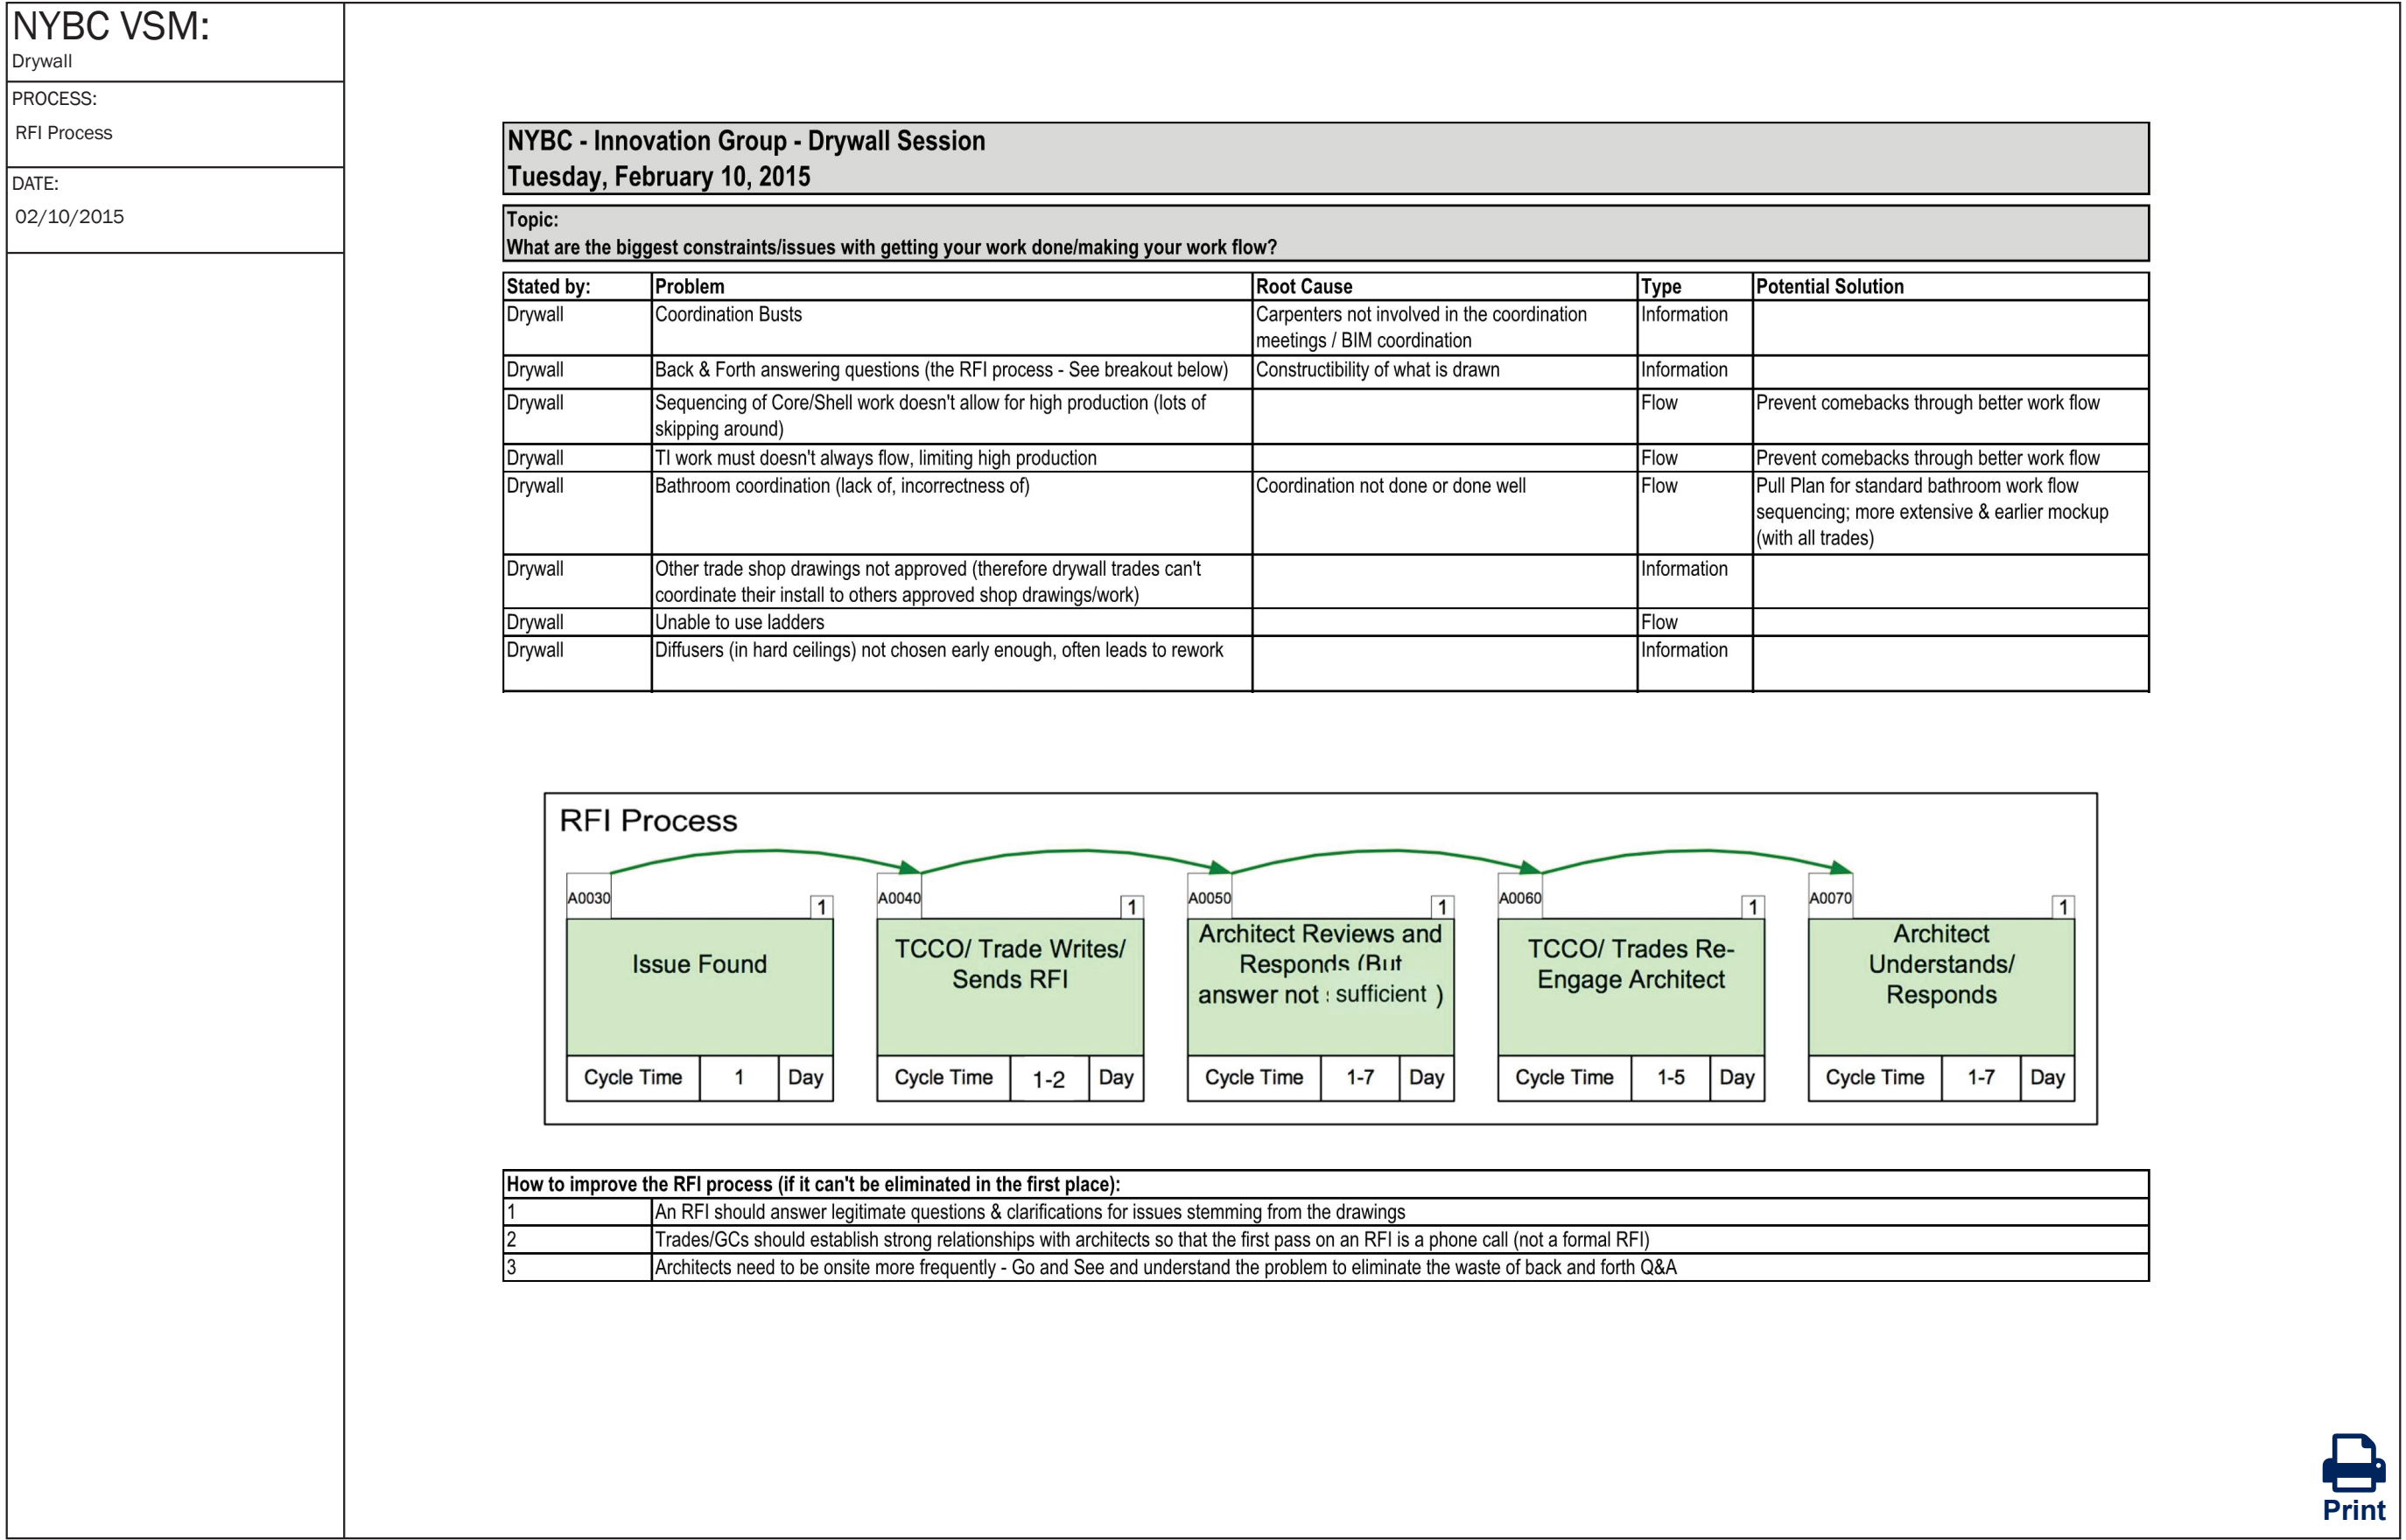 NYBC VSM:
Drywall
PROCESS:
RFI Process
DATE:
02/10/2015
NYBC - Innovation Group - Drywall Session
Tuesday, February 10, 2015
Topic:
What are the biggest constraints/issues with getting your work done/making your work flow?
Stated by: Problem Root Cause Type Potential Solution
Drywall Coordination Busts Carpenters not involved in the coordination Information
meetings / BIM coordination
Drywall Back & Forth answering questions (the RFI process - See breakout below) Constructibility of what is drawn Information
Drywall Sequencing of Core/Shell work doesn't allow for high production (lots of Flow Prevent comebacks through better work flow
skipping around)
Drywall TI work must doesn't always flow, limiting high production Flow Prevent comebacks through better work flow
Drywall Bathroom coordination (lack of, incorrectness of) Coordination not done or done well Flow Pull Plan for standard bathroom work flow
sequencing; more extensive & earlier mockup
(with all trades)
Drywall Other trade shop drawings not approved (therefore drywall trades can't Information
coordinate their install to others approved shop drawings/work)
Drywall Unable to use ladders Flow
Drywall Diffusers (in hard ceilings) not chosen early enough, often leads to rework Information
RFI Process
A0030 1
Issue Found
Cycle Time 1 Day
A0040 1
TCCO/ Trade Writes/
Sends RFI
Cycle Time 1-2 Day
A0050 1
Architect Reviews and
Responds (But
answer not sufficient )
Cycle Time 1-7 Day
A0060 1
TCCO/ Trades Re-
Engage Architect
Cycle Time 1-5 Day
A0070 1
Architect
Understands/
Responds
Cycle Time 1-7 Day
How to improve the RFI process (if it can't be eliminated in the first place):
1 An RFI should answer legitimate questions & clarifications for issues stemming from the drawings
2 Trades/GCs should establish strong relationships with architects so that the first pass on an RFI is a phone call (not a formal RFI)
3 Architects need to be onsite more frequently - Go and See and understand the problem to eliminate the waste of back and forth Q&A
Print